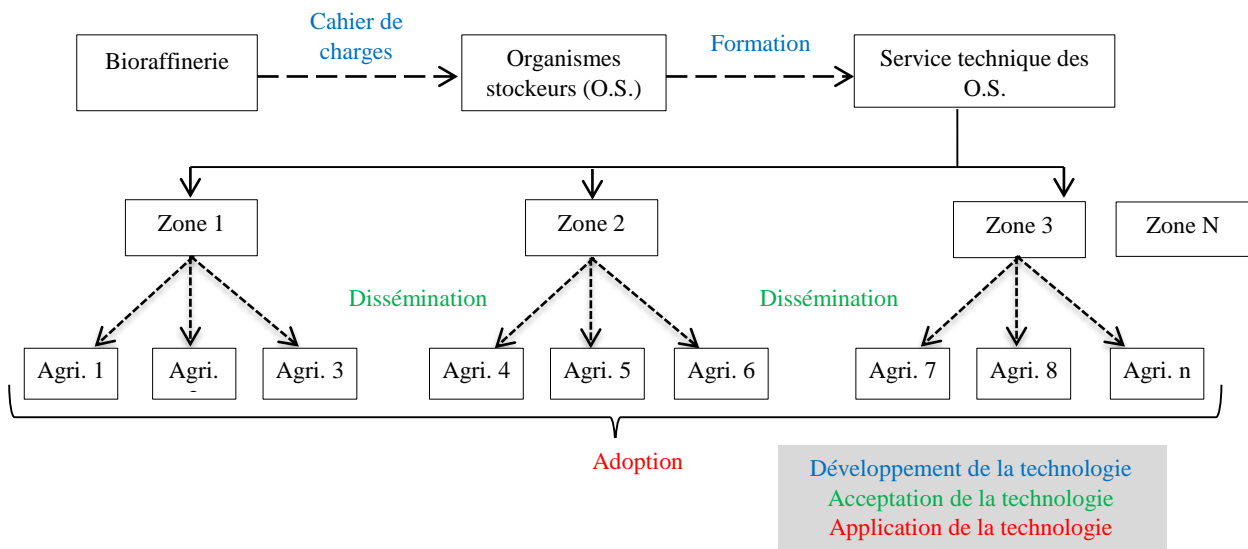 Cahier de
charges
Formation
Bioraffinerie
Organismes
stockeurs (O.S.)
Service technique des
O.S.
Zone 1
Zone 2
Zone 3
Zone N
Dissémination
Dissémination
Agri. 1
Agri.
Agri. 3
Agri. 4
Agri. 5
Agri. 6
Agri. 7
Agri. 8
Agri. n
Adoption
Développement de la technologie
Acceptation de la technologie
Application de la technologie